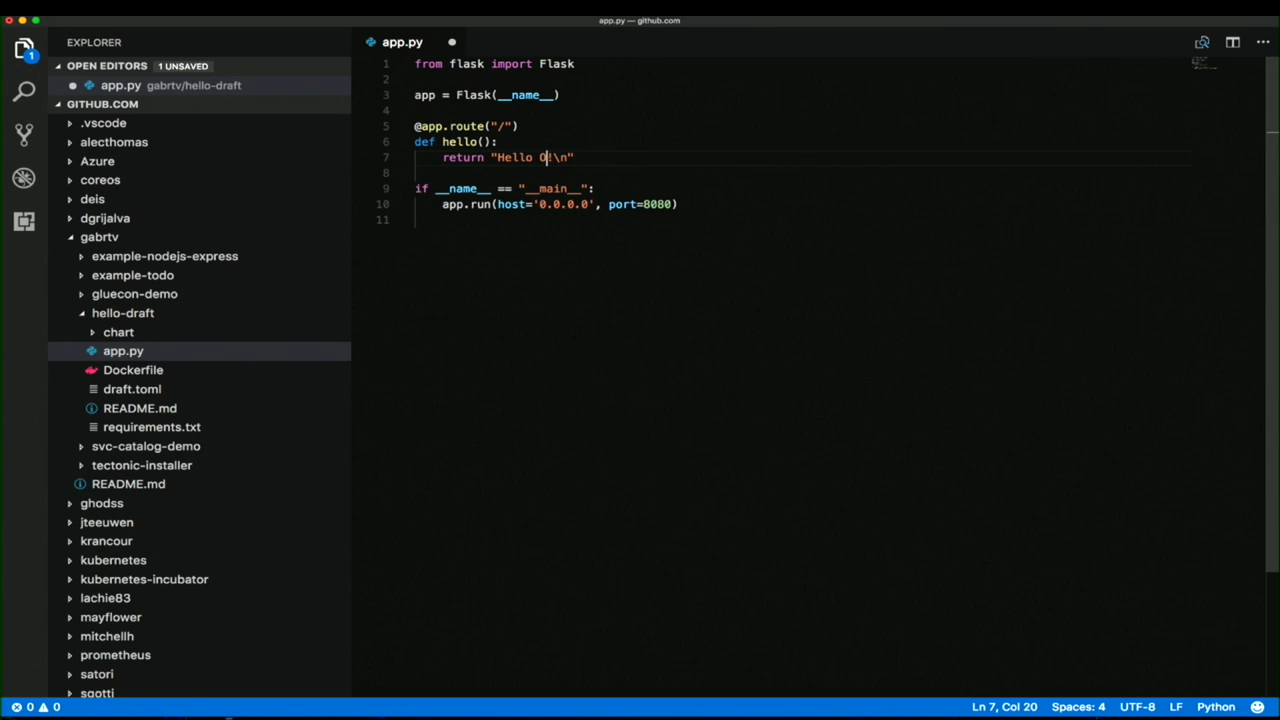 app.py — github.com
EXPLORER
OPEN EDITORS 1 UNSAVED
app.py gabrtv/hello-draft
GITHUB.COM
.vscode
alecthomas
Azure
coreos
deis
dgrijalva
gabrtv
example-nodejs-express
example-todo
gluecon-demo
hello-draft
chart
app.py
Dockerfile
draft.toml
README.md
requirements.txt
svc-catalog-demo
tectonic-installer
README.md
ghodss
jteeuwen
krancour
kubernetes
kubernetes-incubator
lachie83
mayflower
mitchellh
prometheus
satori
sgotti
1
app.py
1 from flask import Flask
2
3 app = Flask(__name__)
4
5 @app.route("/")
6 def hello():
7 return "Hello O!\n"
8
9 if __name__ == "__main__":
10 app.run(host='0.0.0.0', port=8080)
11
0 0
Ln 7, Col 20 Spaces: 4 UTF-8 LF Python